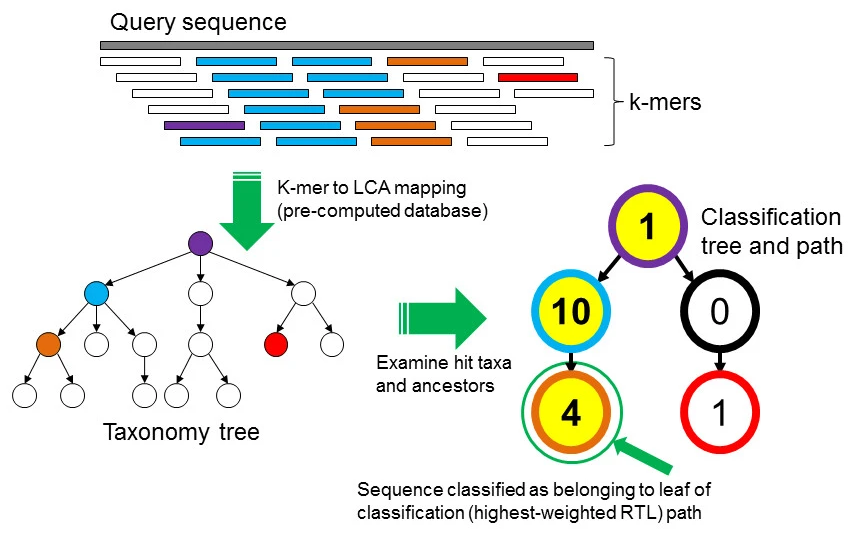 Query sequence
k-mers
K-mer to LCA mapping
(pre-computed database)
1
Classification
tree and path
10
0
Examine hit taxa
and ancestors
4
1
Taxonomy tree
Sequence classified as belonging to leaf of
classification (highest-weighted RTL) path